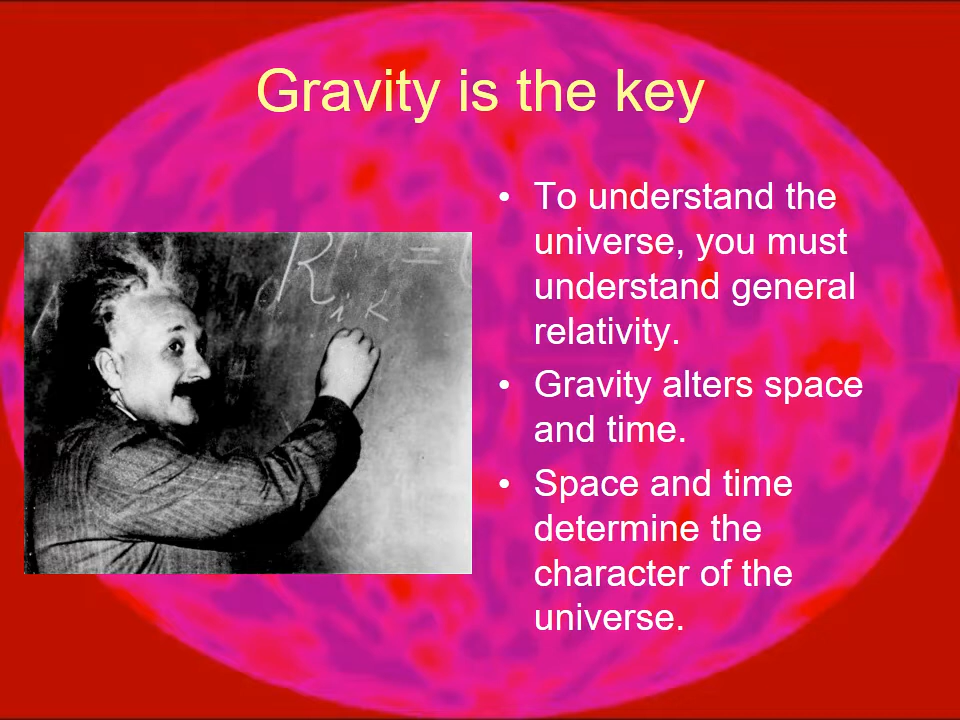 Gravity is the key
• To understand the
universe, you must
understand general
relativity.
• Gravity alters space
and time.
• Space and time
determine the
character of the
universe.
R i k =